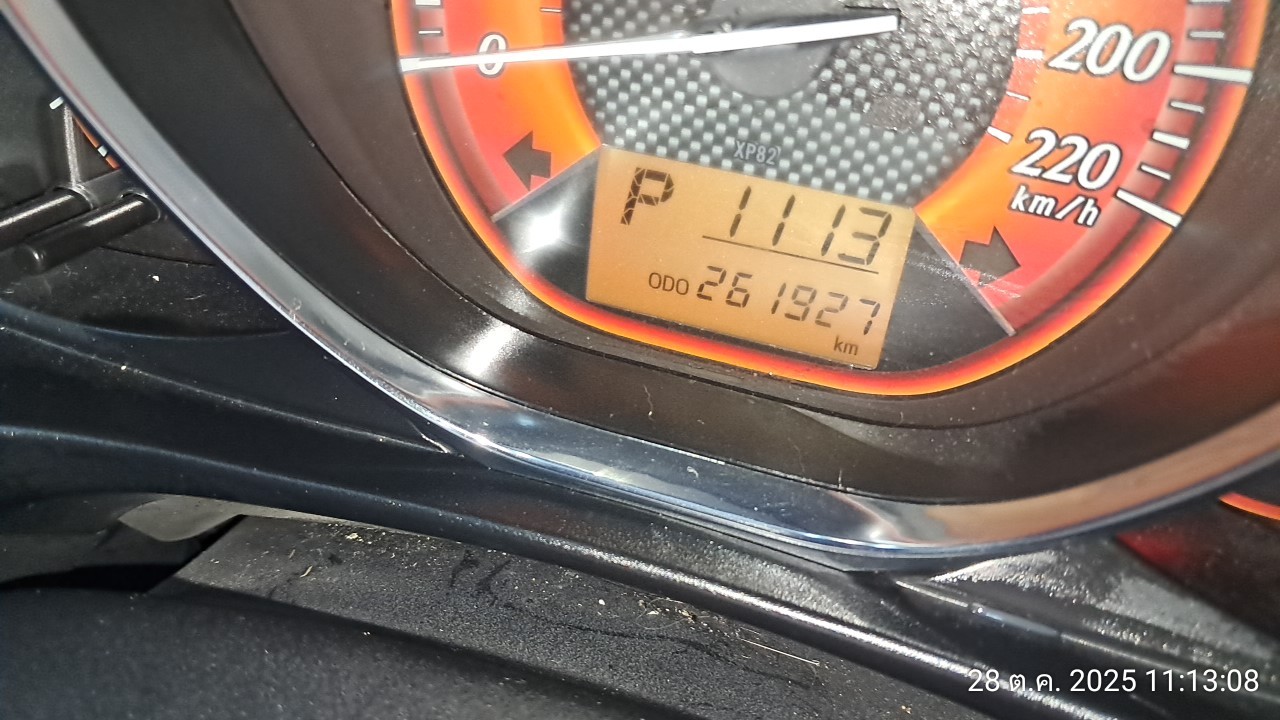 0
200
220
km/h
XP82
P 1113
ODO 261927
km
28 ต.ค. 2025 11:13:08